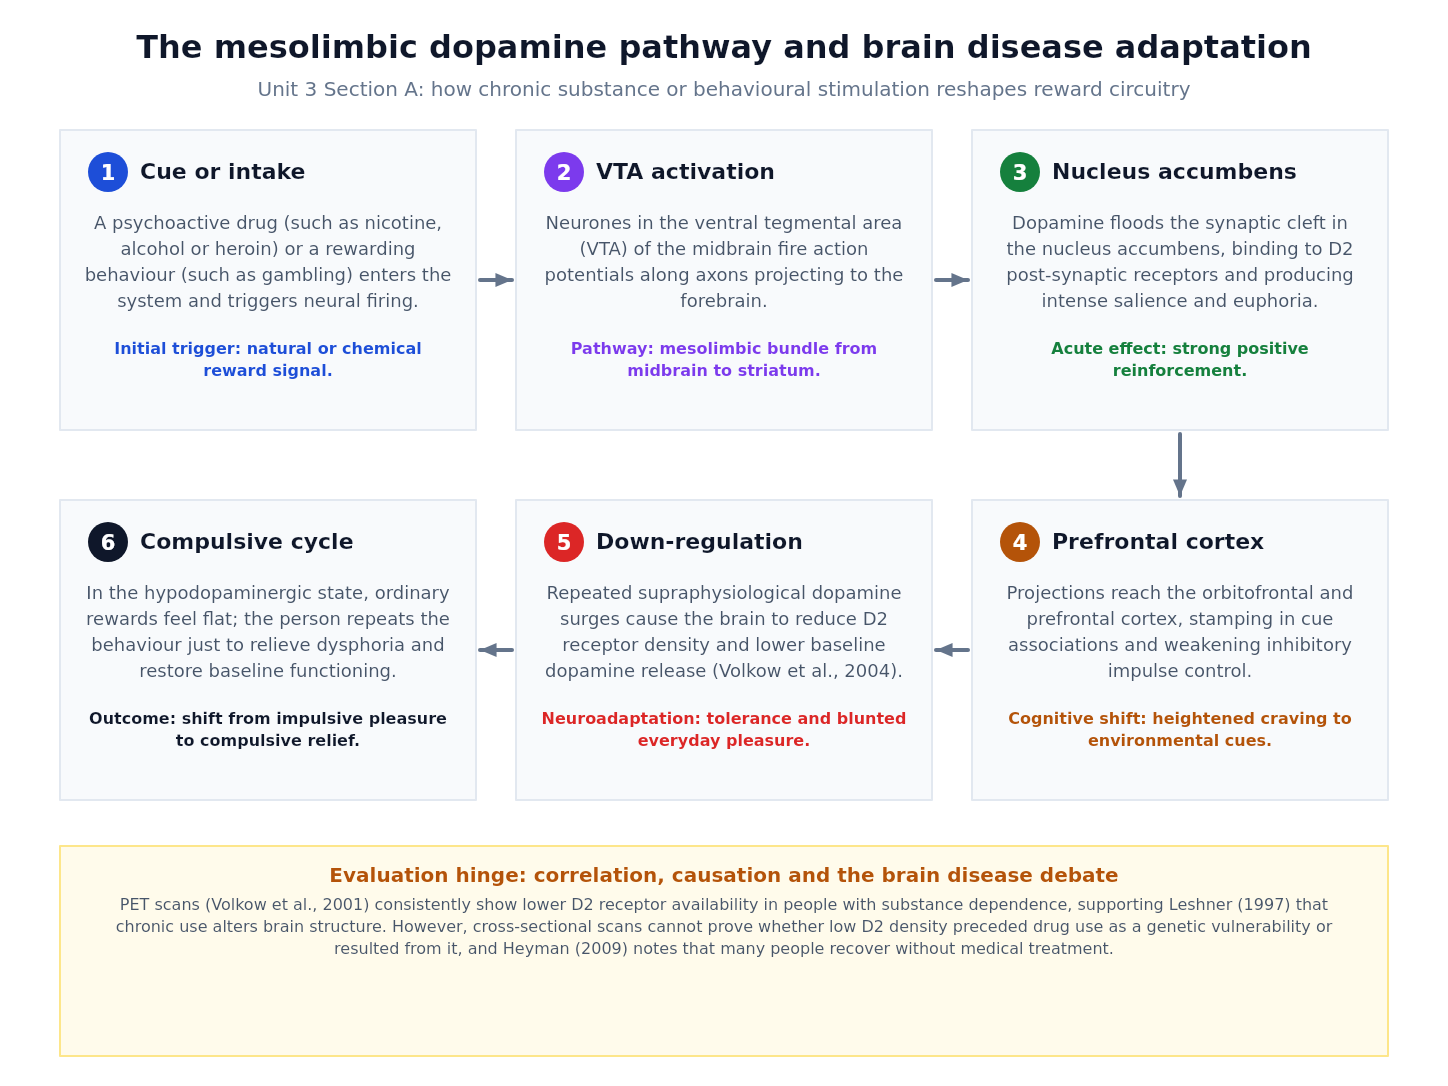 The mesolimbic dopamine pathway and brain disease adaptation
Unit 3 Section A: how chronic substance or behavioural stimulation reshapes reward circuitry
1
Cue or intake
A psychoactive drug (such as nicotine,
alcohol or heroin) or a rewarding
behaviour (such as gambling) enters the
system and triggers neural firing.
Initial trigger: natural or chemical
reward signal.
2
VTA activation
Neurones in the ventral tegmental area
(VTA) of the midbrain fire action
potentials along axons projecting to the
forebrain.
Pathway: mesolimbic bundle from
midbrain to striatum.
3
Nucleus accumbens
Dopamine floods the synaptic cleft in
the nucleus accumbens, binding to D2
post-synaptic receptors and producing
intense salience and euphoria.
Acute effect: strong positive
reinforcement.
4
Prefrontal cortex
Projections reach the orbitofrontal and
prefrontal cortex, stamping in cue
associations and weakening inhibitory
impulse control.
Cognitive shift: heightened craving to
environmental cues.
5
Down-regulation
Repeated supraphysiological dopamine
surges cause the brain to reduce D2
receptor density and lower baseline
dopamine release (Volkow et al., 2004).
Neuroadaptation: tolerance and blunted
everyday pleasure.
6
Compulsive cycle
In the hypodopaminergic state, ordinary
rewards feel flat; the person repeats the
behaviour just to relieve dysphoria and
restore baseline functioning.
Outcome: shift from impulsive pleasure
to compulsive relief.
Evaluation hinge: correlation, causation and the brain disease debate
PET scans (Volkow et al., 2001) consistently show lower D2 receptor availability in people with substance dependence, supporting Leshner (1997) that
chronic use alters brain structure. However, cross-sectional scans cannot prove whether low D2 density preceded drug use as a genetic vulnerability or
resulted from it, and Heyman (2009) notes that many people recover without medical treatment.